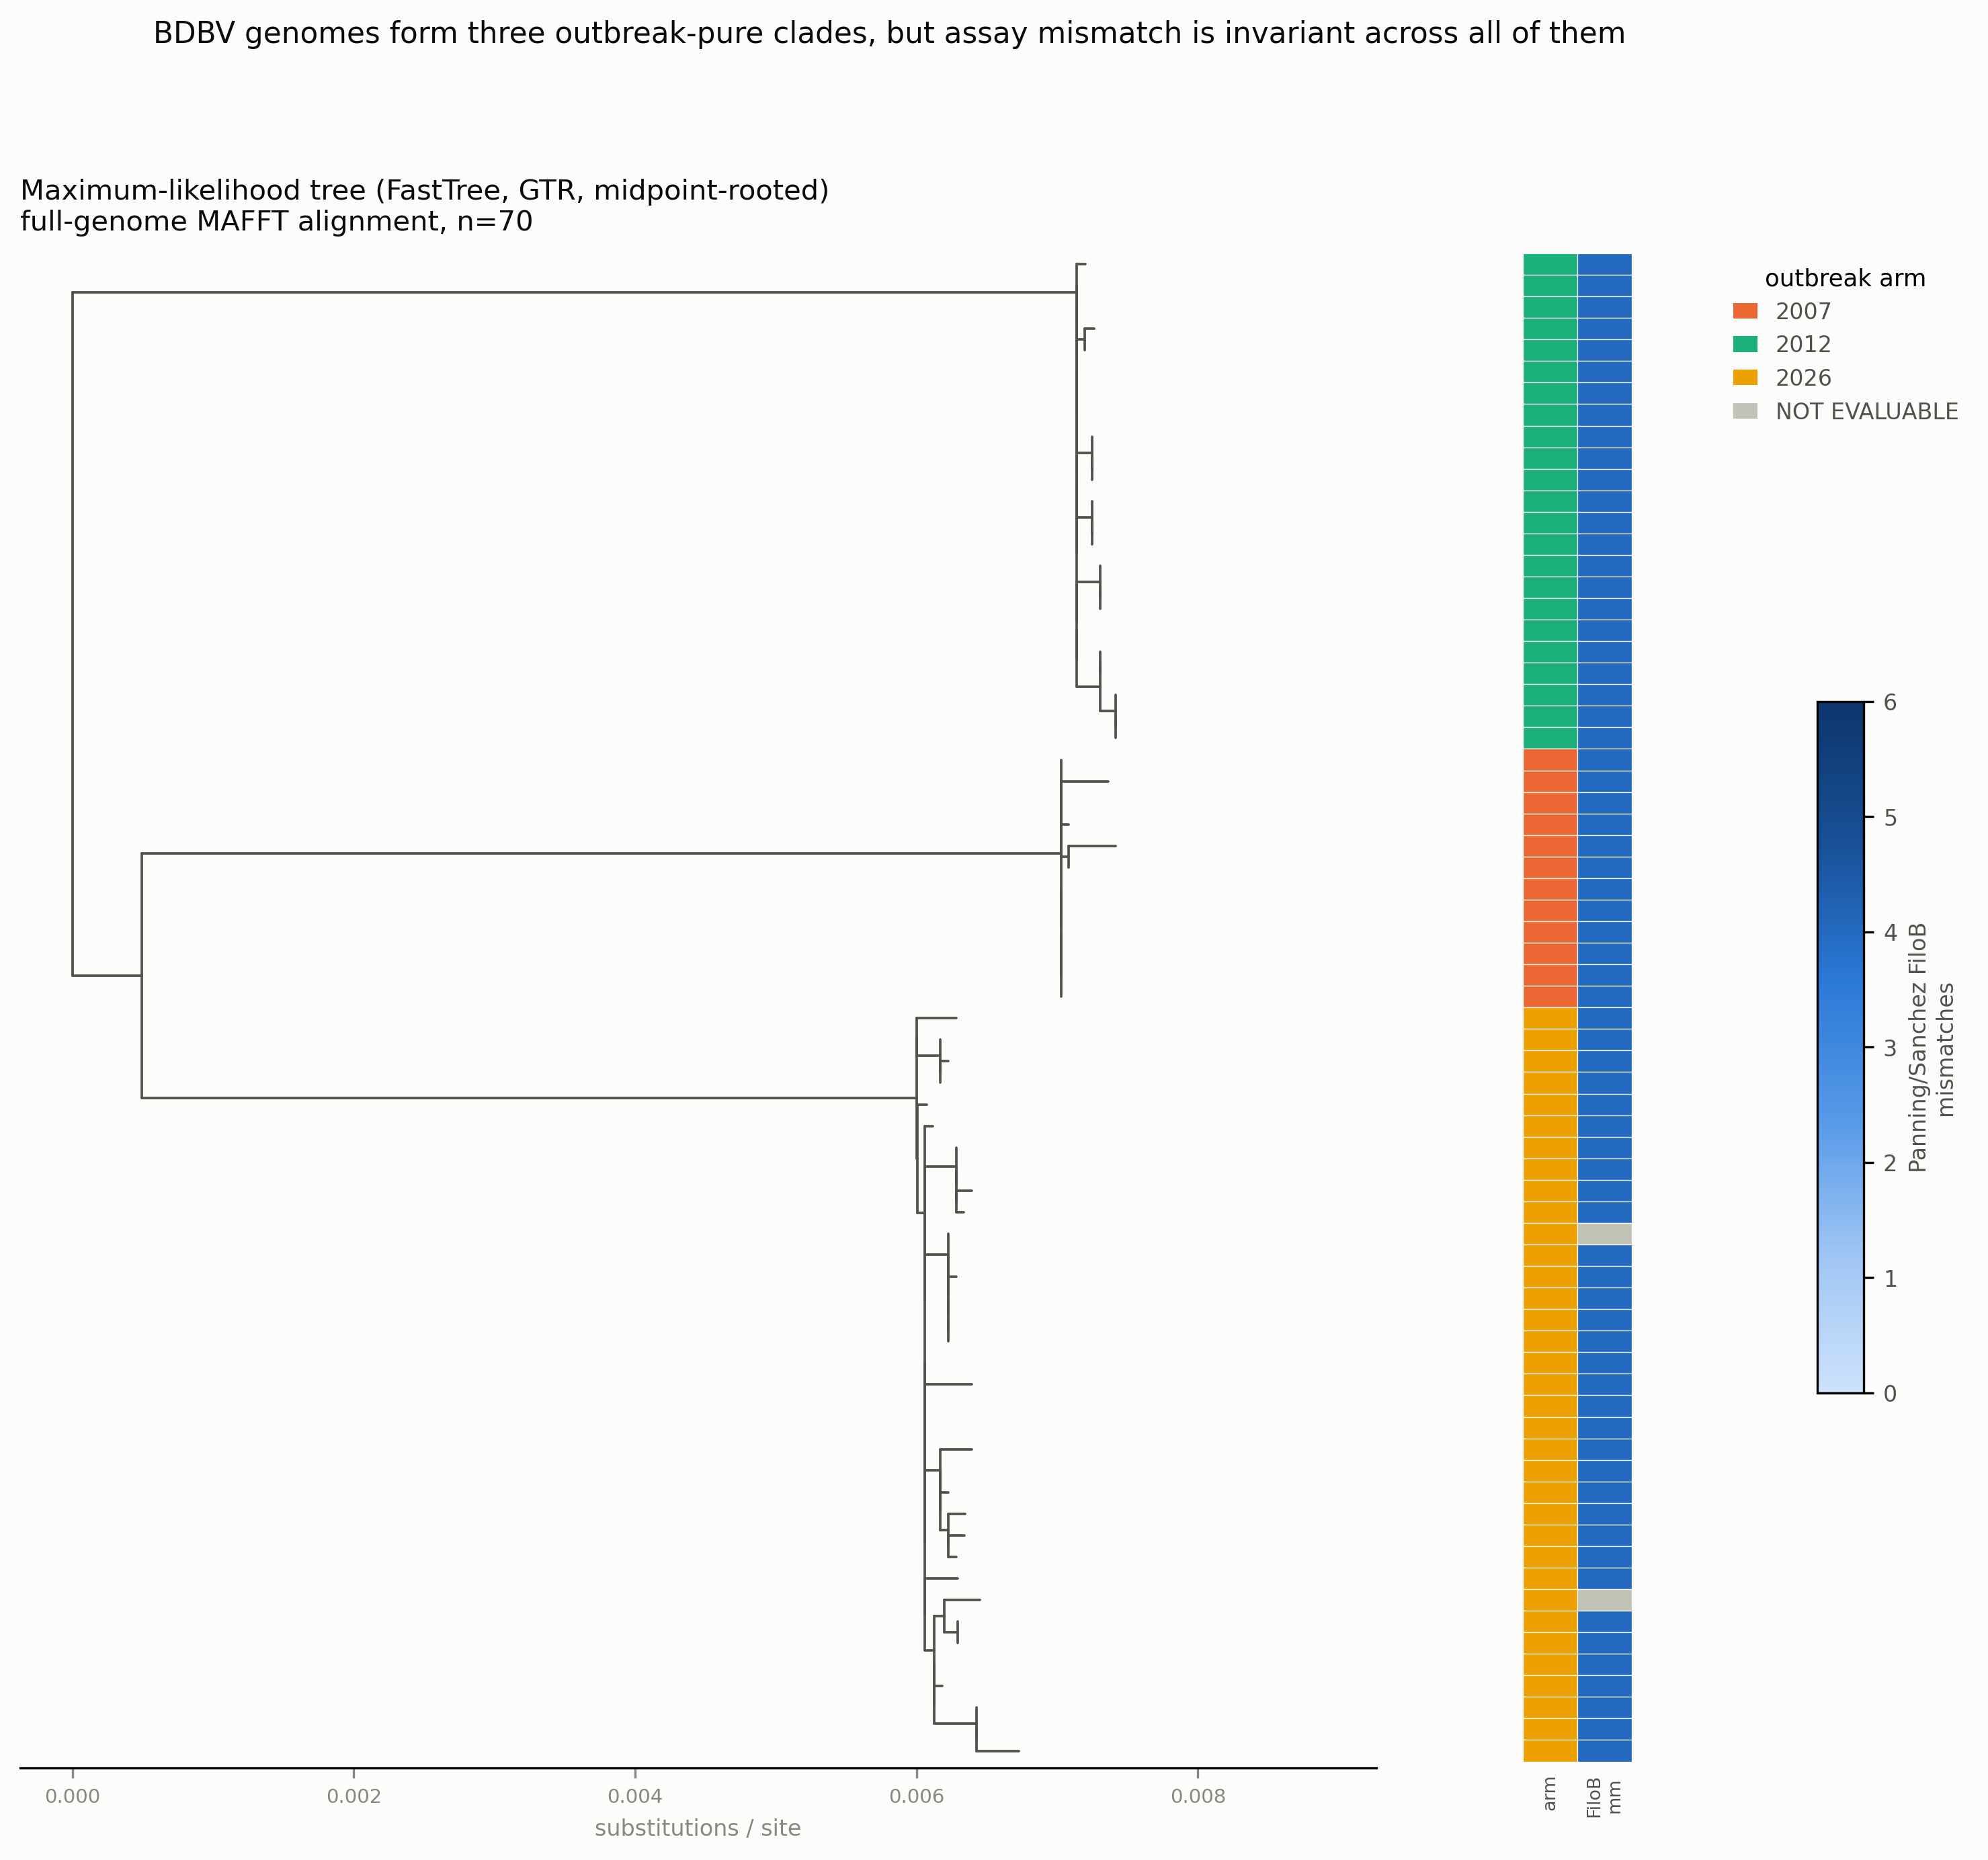 BDBV genomes form three outbreak-pure clades, but assay mismatch is invariant across all of them
Maximum-likelihood tree (FastTree, GTR, midpoint-rooted)
full-genome MAFFT alignment, n=70
outbreak arm
2007
2012
2026
NOT EVALUABLE
6
5
4
3
2
1
0
Panning/Sanchez FiloB
mismatches
0.000
0.002
0.004
0.006
0.008
substitutions / site
arm
FiloB
mm